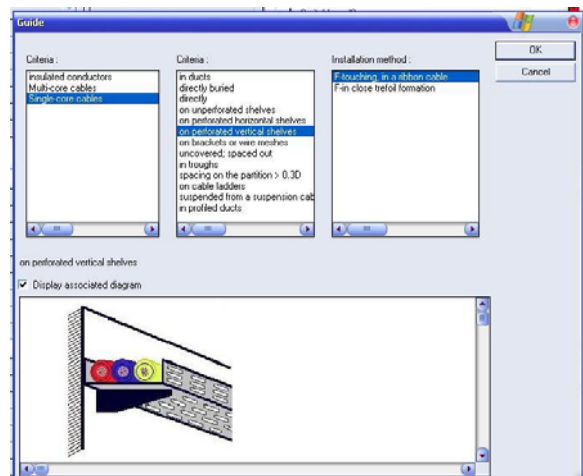 Guide
OK
Cancel
Criteria :
insulated conductors
Multi-core cables
Single-core cables
Criteria :
in ducts
directly buried
directly
on unperforated shelves
on perforated horizontal shelves
on perforated vertical shelves
on brackets or wire meshes
uncovered; spaced out
in troughs
spacing on the partition > 0.3D
on cable ladders
suspended from a suspension cab
in profiled ducts
Installation method :
F-touching, in a ribbon cable
F-in close trefoil formation
on perforated vertical shelves
Display associated diagram